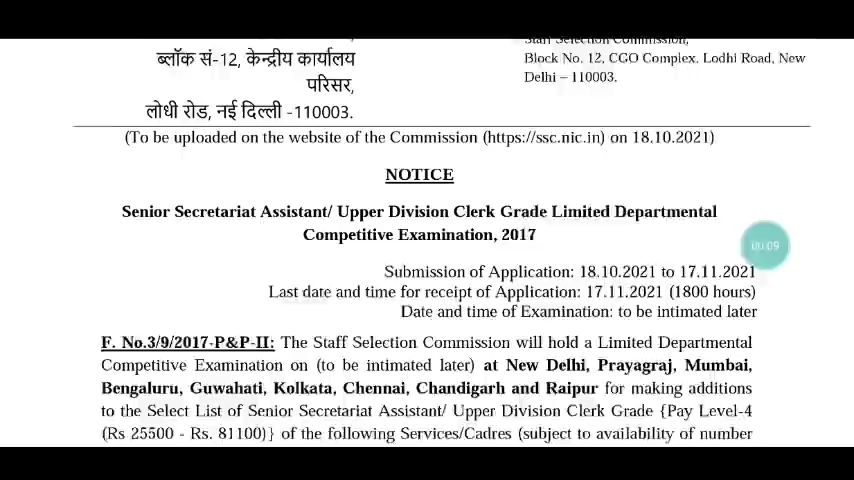 ब्लॉक सं-12, केन्द्रीय कार्यालय
परिसर,
लोधी रोड, नई दिल्ली -110003.
Staff Selection Commission,
Block No. 12, CGO Complex, Lodhi Road, New
Delhi – 110003.
(To be uploaded on the website of the Commission (https://ssc.nic.in) on 18.10.2021)
NOTICE
Senior Secretariat Assistant/ Upper Division Clerk Grade Limited Departmental
Competitive Examination, 2017
00:09
Submission of Application: 18.10.2021 to 17.11.2021
Last date and time for receipt of Application: 17.11.2021 (1800 hours)
Date and time of Examination: to be intimated later
F. No.3/9/2017-P&P-II: The Staff Selection Commission will hold a Limited Departmental
Competitive Examination on (to be intimated later) at New Delhi, Prayagraj, Mumbai,
Bengaluru, Guwahati, Kolkata, Chennai, Chandigarh and Raipur for making additions
to the Select List of Senior Secretariat Assistant/ Upper Division Clerk Grade {Pay Level-4
(Rs 25500 - Rs. 81100)} of the following Services/Cadres (subject to availability of number